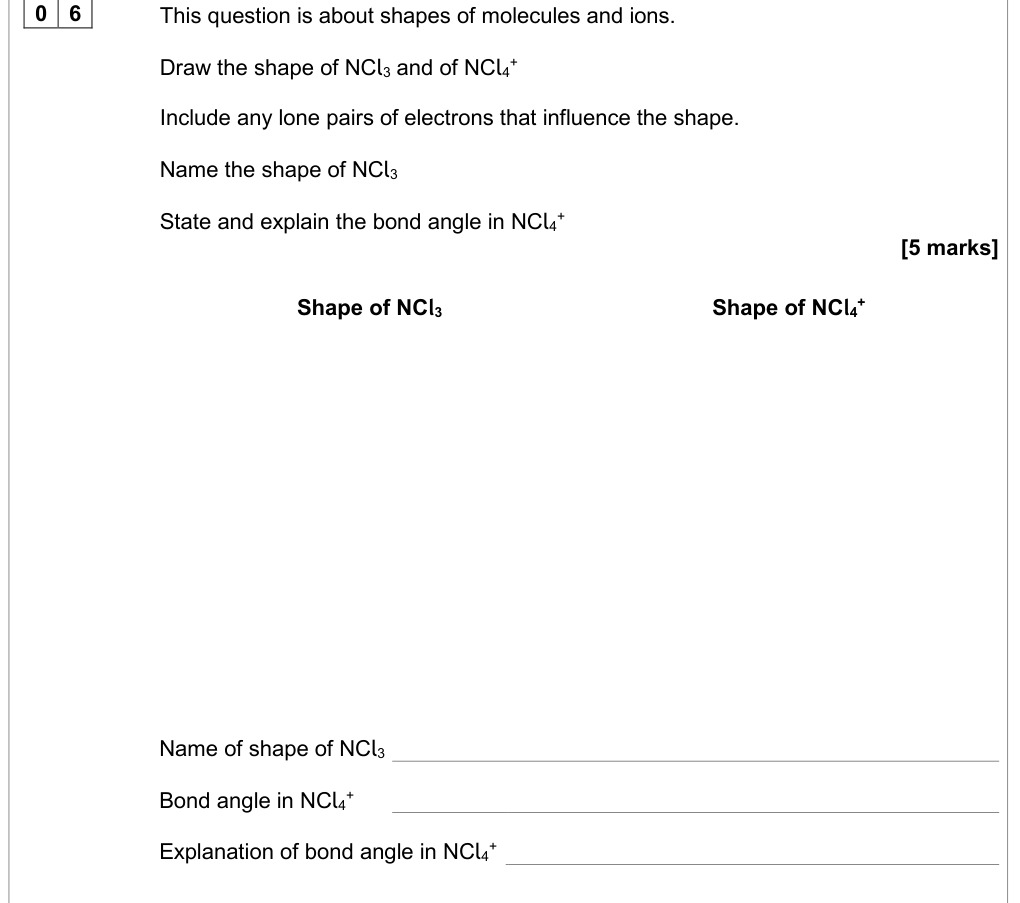 0 6 This question is about shapes of molecules and ions.
Draw the shape of NCl₃ and of NCl₄⁺
Include any lone pairs of electrons that influence the shape.
Name the shape of NCl₃
State and explain the bond angle in NCl₄⁺
[5 marks]
Shape of NCl₃ Shape of NCl₄⁺
Name of shape of NCl₃
Bond angle in NCl₄⁺
Explanation of bond angle in NCl₄⁺